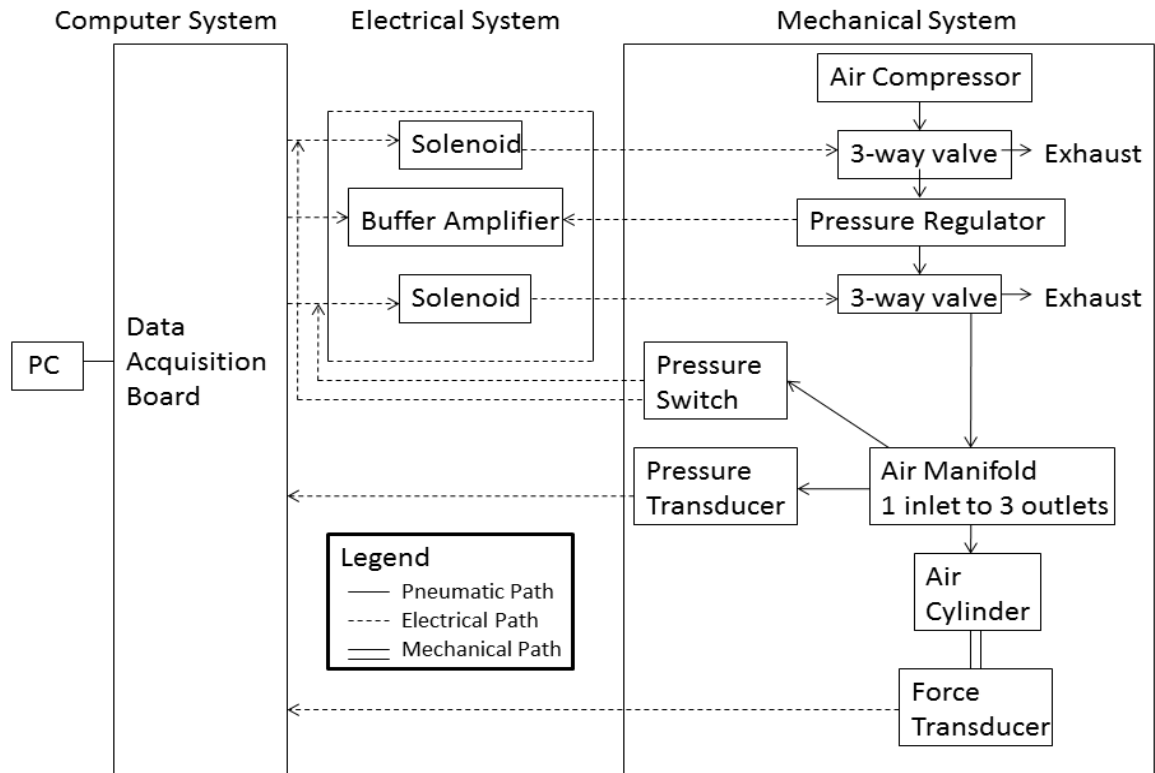 Computer System
Electrical System
Mechanical System
Air Compressor
Solenoid
3-way valve
Exhaust
Buffer Amplifier
Pressure Regulator
Solenoid
3-way valve
Exhaust
PC
Data
Acquisition
Board
Pressure
Switch
Pressure
Transducer
Air Manifold
1 inlet to 3 outlets
Legend
Pneumatic Path
Electrical Path
Mechanical Path
Air
Cylinder
Force
Transducer